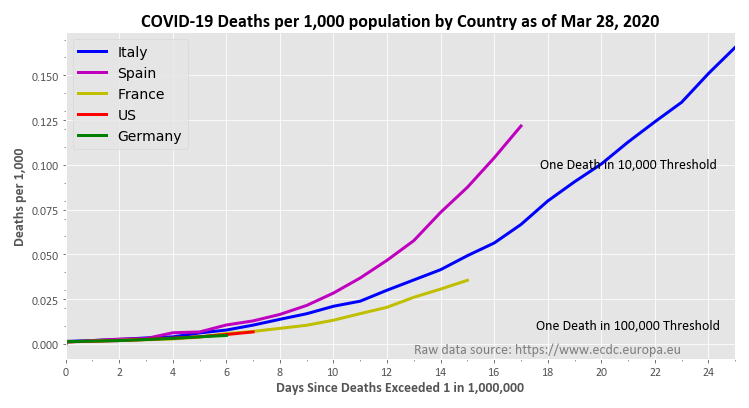 COVID-19 Deaths per 1,000 population by Country as of Mar 28, 2020
Italy
Spain
France
US
Germany
Deaths per 1,000
0.150
0.125
0.100
0.075
0.050
0.025
0.000
One Death in 10,000 Threshold
One Death in 100,000 Threshold
Raw data source: https://www.ecdc.europa.eu
0 2 4 6 8 10 12 14 16 18 20 22 24
Days Since Deaths Exceeded 1 in 1,000,000